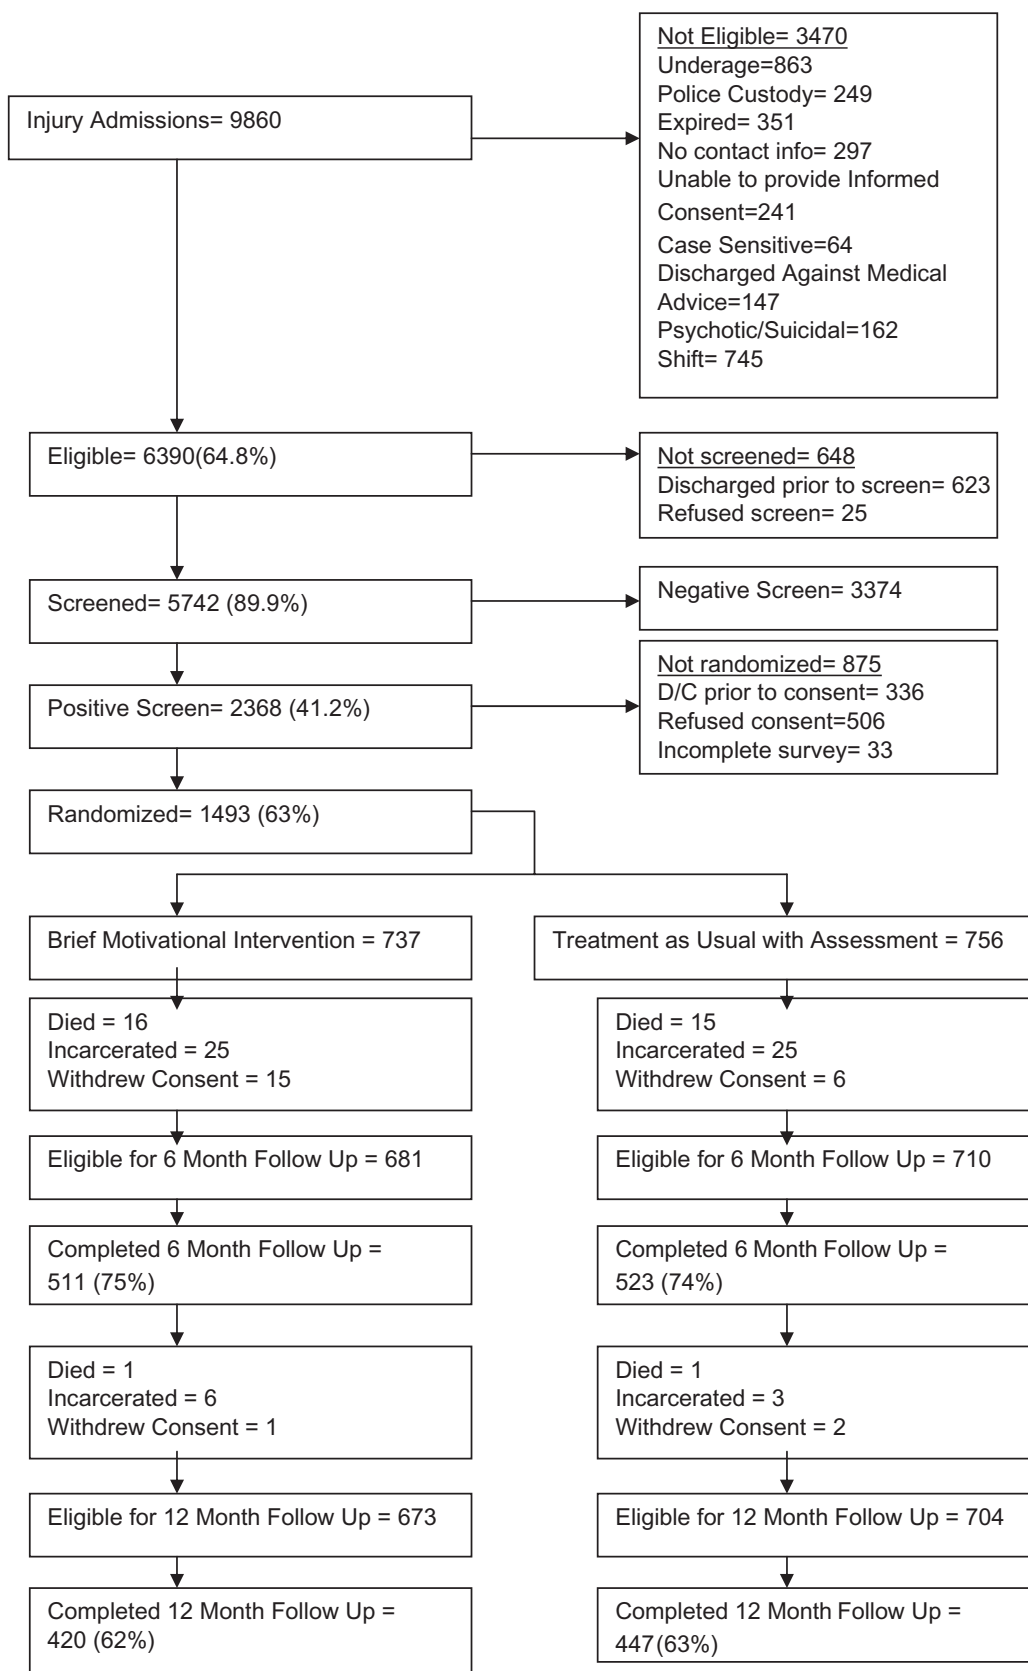 Injury Admissions= 9860
Not Eligible= 3470
Underage=863
Police Custody= 249
Expired= 351
No contact info= 297
Unable to provide Informed
Consent=241
Case Sensitive=64
Discharged Against Medical
Advice=147
Psychotic/Suicidal=162
Shift= 745
Eligible= 6390(64.8%)
Not screened= 648
Discharged prior to screen= 623
Refused screen= 25
Screened= 5742 (89.9%)
Negative Screen= 3374
Positive Screen= 2368 (41.2%)
Not randomized= 875
D/C prior to consent= 336
Refused consent=506
Incomplete survey= 33
Randomized= 1493 (63%)
Brief Motivational Intervention = 737
Treatment as Usual with Assessment = 756
Died = 16
Incarcerated = 25
Withdrew Consent = 15
Died = 15
Incarcerated = 25
Withdrew Consent = 6
Eligible for 6 Month Follow Up = 681
Eligible for 6 Month Follow Up = 710
Completed 6 Month Follow Up =
511 (75%)
Completed 6 Month Follow Up =
523 (74%)
Died = 1
Incarcerated = 6
Withdrew Consent = 1
Died = 1
Incarcerated = 3
Withdrew Consent = 2
Eligible for 12 Month Follow Up = 673
Eligible for 12 Month Follow Up = 704
Completed 12 Month Follow Up =
420 (62%)
Completed 12 Month Follow Up =
447(63%)